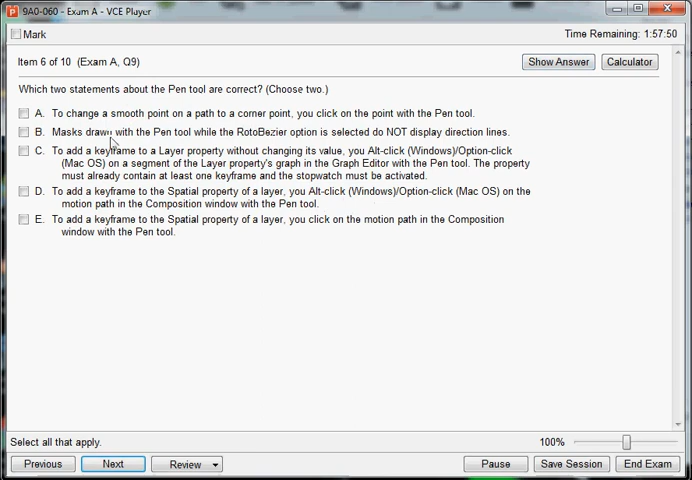 9A0-060 - Exam A - VCE Player
Mark
Time Remaining: 1:57:50
Item 6 of 10  (Exam A, Q9)
Show Answer
Calculator
Which two statements about the Pen tool are correct? (Choose two.)
A. To change a smooth point on a path to a corner point, you click on the point with the Pen tool.
B. Masks drawn with the Pen tool while the RotoBezier option is selected do NOT display direction lines.
C. To add a keyframe to a Layer property without changing its value, you Alt-click (Windows)/Option-click
(Mac OS) on a segment of the Layer property's graph in the Graph Editor with the Pen tool. The property
must already contain at least one keyframe and the stopwatch must be activated.
D. To add a keyframe to the Spatial property of a layer, you Alt-click (Windows)/Option-click (Mac OS) on the
motion path in the Composition window with the Pen tool.
E. To add a keyframe to the Spatial property of a layer, you click on the motion path in the Composition
window with the Pen tool.
Select all that apply.
100%
Previous
Next
Review
Pause
Save Session
End Exam